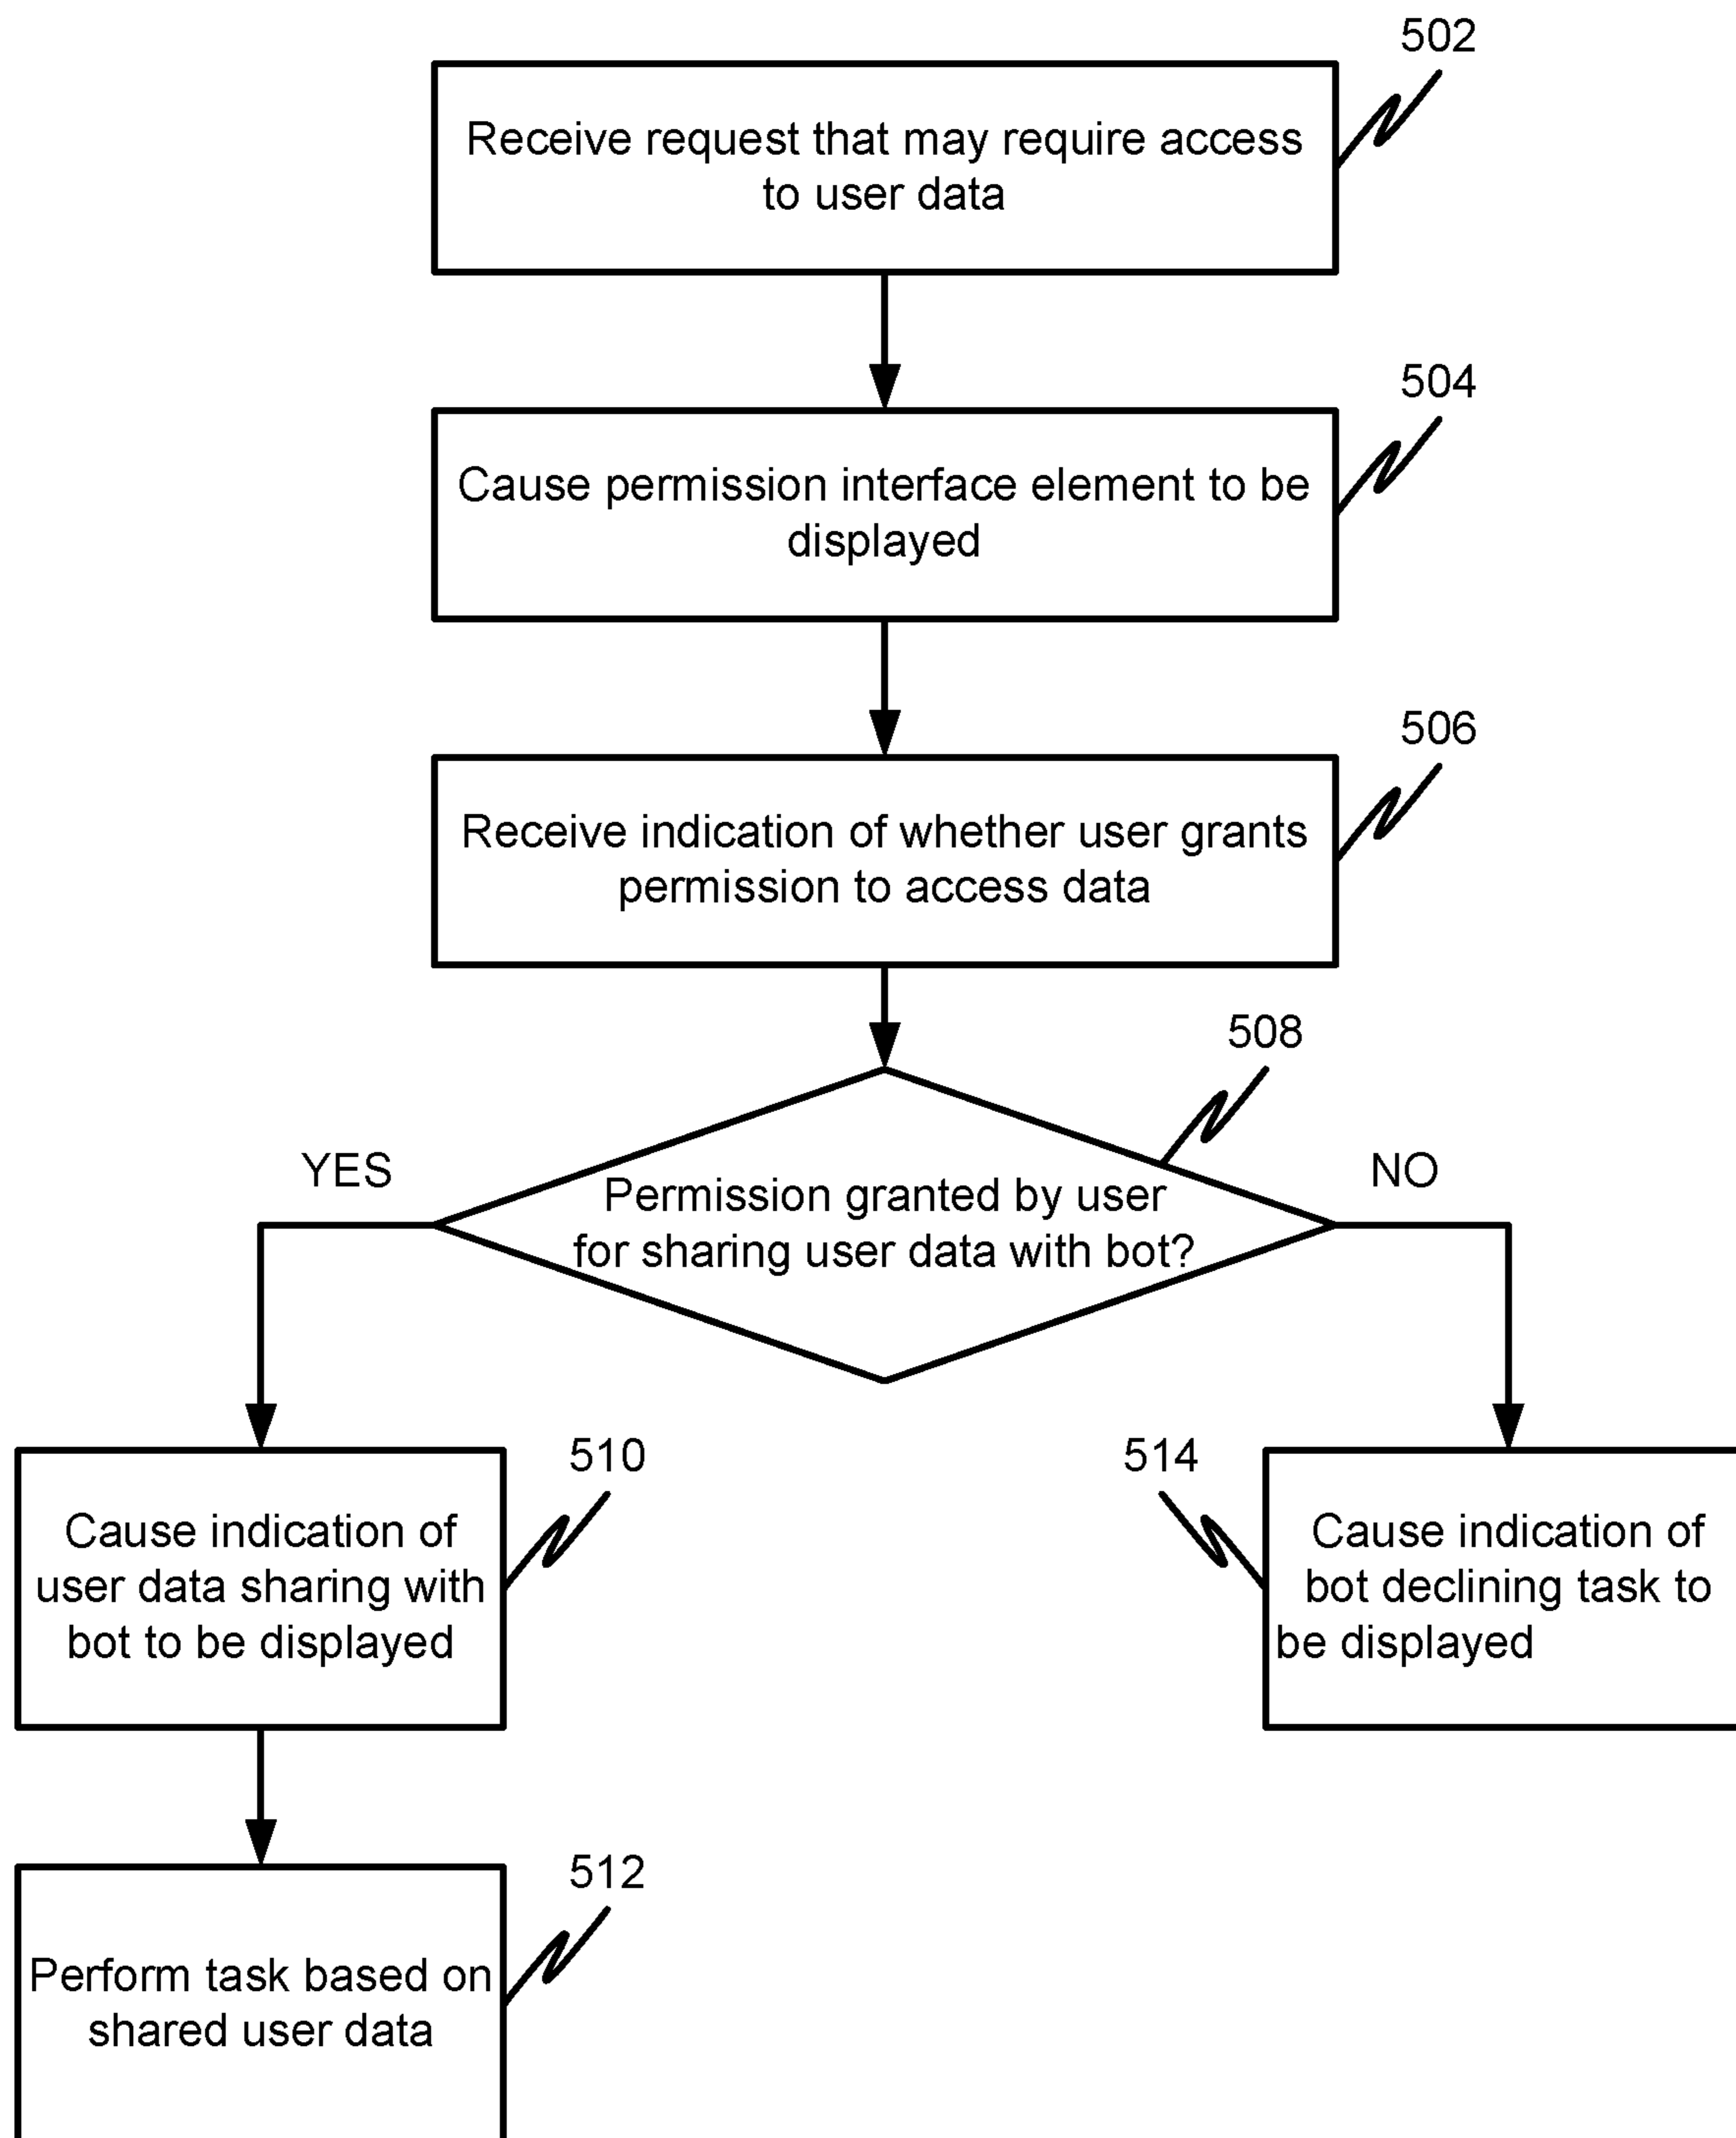 502
Receive request that may require access
to user data
504
Cause permission interface element to be
displayed
506
Receive indication of whether user grants
permission to access data
508
YES
NO
Permission granted by user
for sharing user data with bot?
510
514
Cause indication of
user data sharing with
bot to be displayed
Cause indication of
bot declining task to
be displayed
512
Perform task based on
shared user data